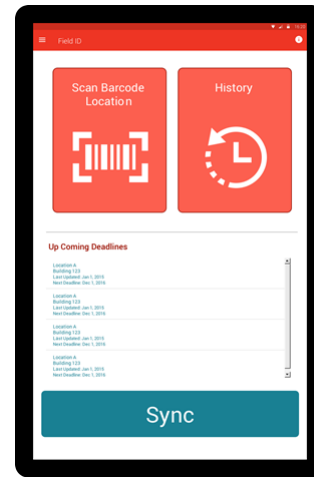 Field ID
Scan Barcode
Location
History
Up Coming Deadlines
Location A
Building 123
Last Updated: Jan 1, 2015
Next Deadline: Dec 1, 2016
Location A
Building 123
Last Updated: Jan 1, 2015
Next Deadline: Dec 1, 2016
Location A
Building 123
Last Updated: Jan 1, 2015
Next Deadline: Dec 1, 2016
Location A
Building 123
Last Updated: Jan 1, 2015
Next Deadline: Dec 1, 2016
Sync